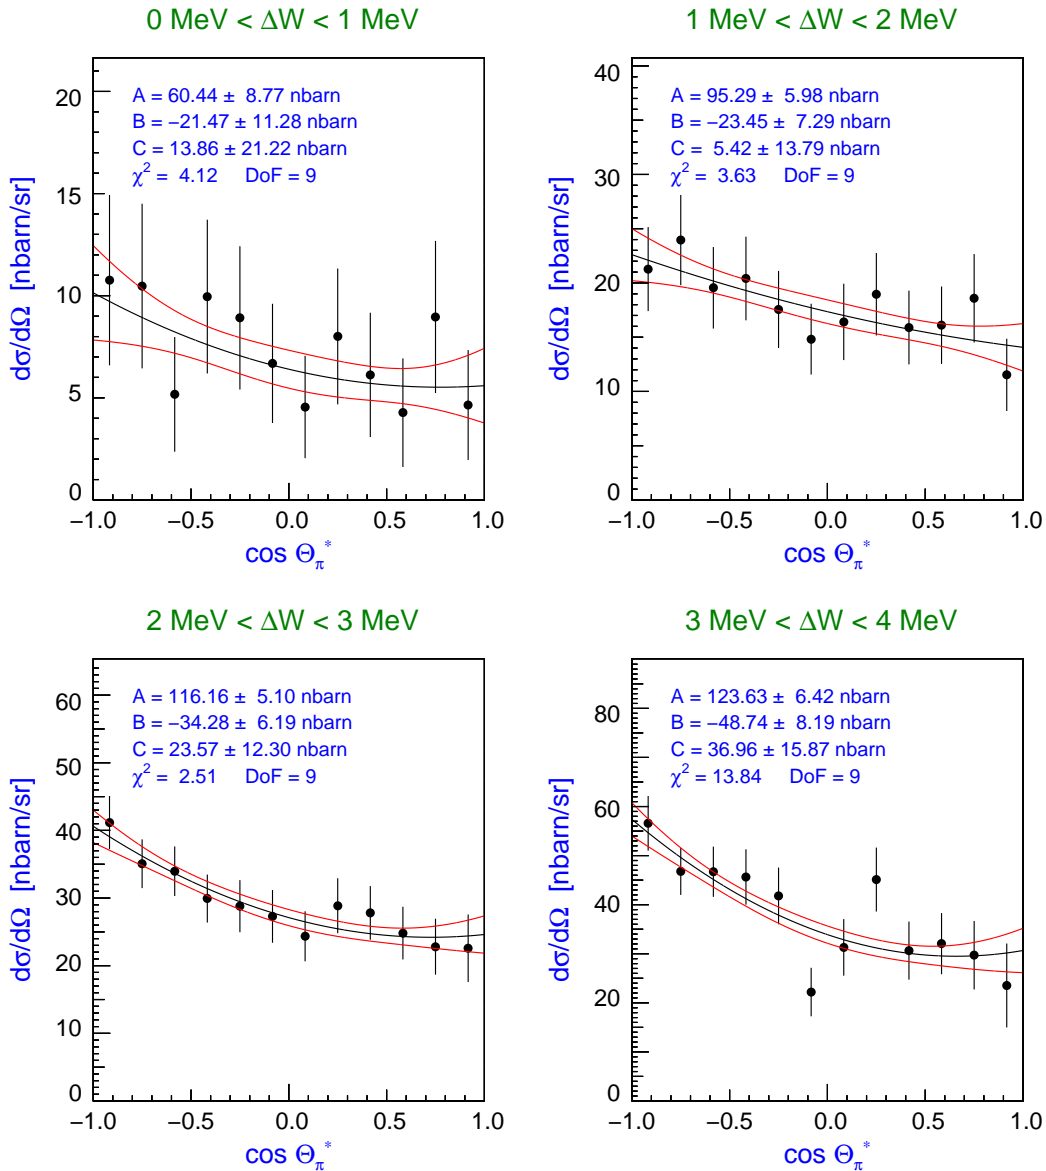 0 MeV < ΔW < 1 MeV
A = 60.44 ± 8.77 nbarn
B = −21.47 ± 11.28 nbarn
C = 13.86 ± 21.22 nbarn
χ² = 4.12 DoF = 9
dσ/dΩ [nbarn/sr]
20
15
10
5
0
−1.0 −0.5 0.0 0.5 1.0
cos Θπ*
1 MeV < ΔW < 2 MeV
A = 95.29 ± 5.98 nbarn
B = −23.45 ± 7.29 nbarn
C = 5.42 ± 13.79 nbarn
χ² = 3.63 DoF = 9
dσ/dΩ [nbarn/sr]
40
30
20
10
0
−1.0 −0.5 0.0 0.5 1.0
cos Θπ*
2 MeV < ΔW < 3 MeV
A = 116.16 ± 5.10 nbarn
B = −34.28 ± 6.19 nbarn
C = 23.57 ± 12.30 nbarn
χ² = 2.51 DoF = 9
dσ/dΩ [nbarn/sr]
60
50
40
30
20
10
0
−1.0 −0.5 0.0 0.5 1.0
cos Θπ*
3 MeV < ΔW < 4 MeV
A = 123.63 ± 6.42 nbarn
B = −48.74 ± 8.19 nbarn
C = 36.96 ± 15.87 nbarn
χ² = 13.84 DoF = 9
dσ/dΩ [nbarn/sr]
80
60
40
20
0
−1.0 −0.5 0.0 0.5 1.0
cos Θπ*